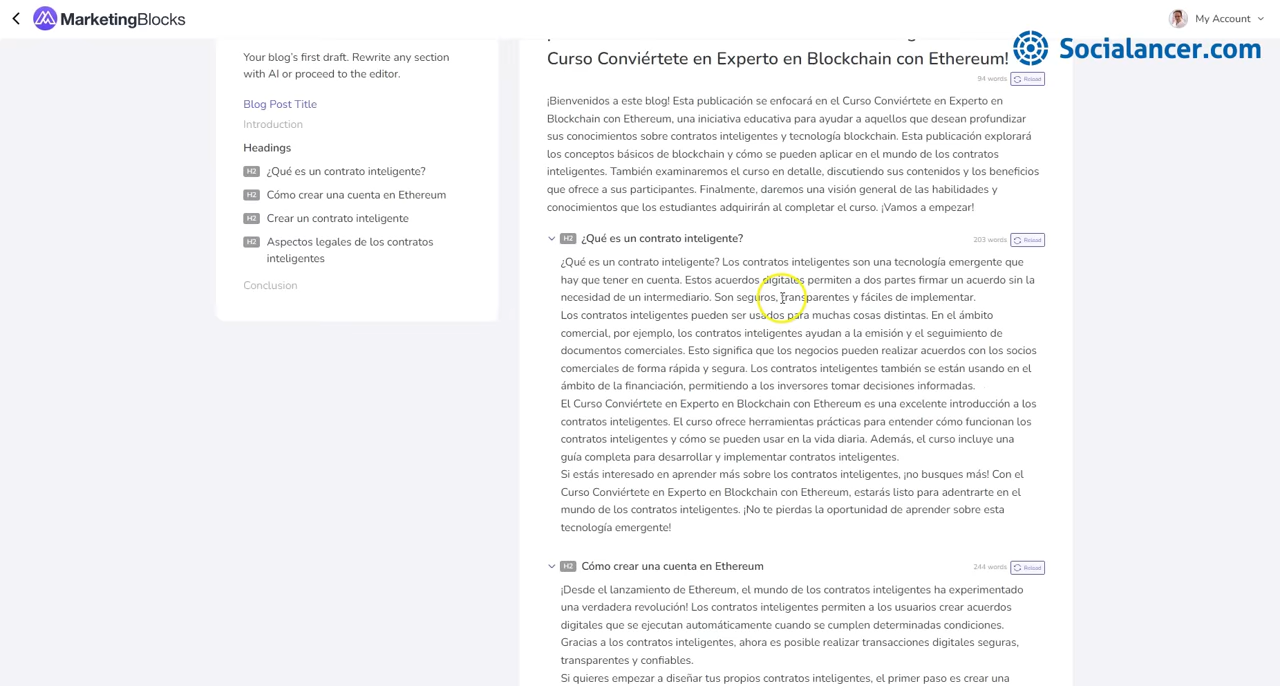 MarketingBlocks
My Account
Socialancer.com
Your blog's first draft. Rewrite any section
with AI or proceed to the editor.
Blog Post Title
Introduction
Headings
H2 ¿Qué es un contrato inteligente?
H2 Cómo crear una cuenta en Ethereum
H2 Crear un contrato inteligente
H2 Aspectos legales de los contratos
inteligentes
Conclusion
Curso Conviértete en Experto en Blockchain con Ethereum!
94 words Reload
¡Bienvenidos a este blog! Esta publicación se enfocará en el Curso Conviértete en Experto en
Blockchain con Ethereum, una iniciativa educativa para ayudar a aquellos que desean profundizar
sus conocimientos sobre contratos inteligentes y tecnología blockchain. Esta publicación explorará
los conceptos básicos de blockchain y cómo se pueden aplicar en el mundo de los contratos
inteligentes. También examinaremos el curso en detalle, discutiendo sus contenidos y los beneficios
que ofrece a sus participantes. Finalmente, daremos una visión general de las habilidades y
conocimientos que los estudiantes adquirirán al completar el curso. ¡Vamos a empezar!
H2 ¿Qué es un contrato inteligente?
203 words Reload
¿Qué es un contrato inteligente? Los contratos inteligentes son una tecnología emergente que
hay que tener en cuenta. Estos acuerdos digitales permiten a dos partes firmar un acuerdo sin la
necesidad de un intermediario. Son seguros, transparentes y fáciles de implementar.
Los contratos inteligentes pueden ser usados para muchas cosas distintas. En el ámbito
comercial, por ejemplo, los contratos inteligentes ayudan a la emisión y el seguimiento de
documentos comerciales. Esto significa que los negocios pueden realizar acuerdos con los socios
comerciales de forma rápida y segura. Los contratos inteligentes también se están usando en el
ámbito de la financiación, permitiendo a los inversores tomar decisiones informadas.
El Curso Conviértete en Experto en Blockchain con Ethereum es una excelente introducción a los
contratos inteligentes. El curso ofrece herramientas prácticas para entender cómo funcionan los
contratos inteligentes y cómo se pueden usar en la vida diaria. Además, el curso incluye una
guía completa para desarrollar y implementar contratos inteligentes.
Si estás interesado en aprender más sobre los contratos inteligentes, ¡no busques más! Con el
Curso Conviértete en Experto en Blockchain con Ethereum, estarás listo para adentrarte en el
mundo de los contratos inteligentes. ¡No te pierdas la oportunidad de aprender sobre esta
tecnología emergente!
H2 Cómo crear una cuenta en Ethereum
244 words Reload
¡Desde el lanzamiento de Ethereum, el mundo de los contratos inteligentes ha experimentado
una verdadera revolución! Los contratos inteligentes permiten a los usuarios crear acuerdos
digitales que se ejecutan automáticamente cuando se cumplen determinadas condiciones.
Gracias a los contratos inteligentes, ahora es posible realizar transacciones digitales seguras,
transparentes y confiables.
Si quieres empezar a diseñar tus propios contratos inteligentes, el primer paso es crear una